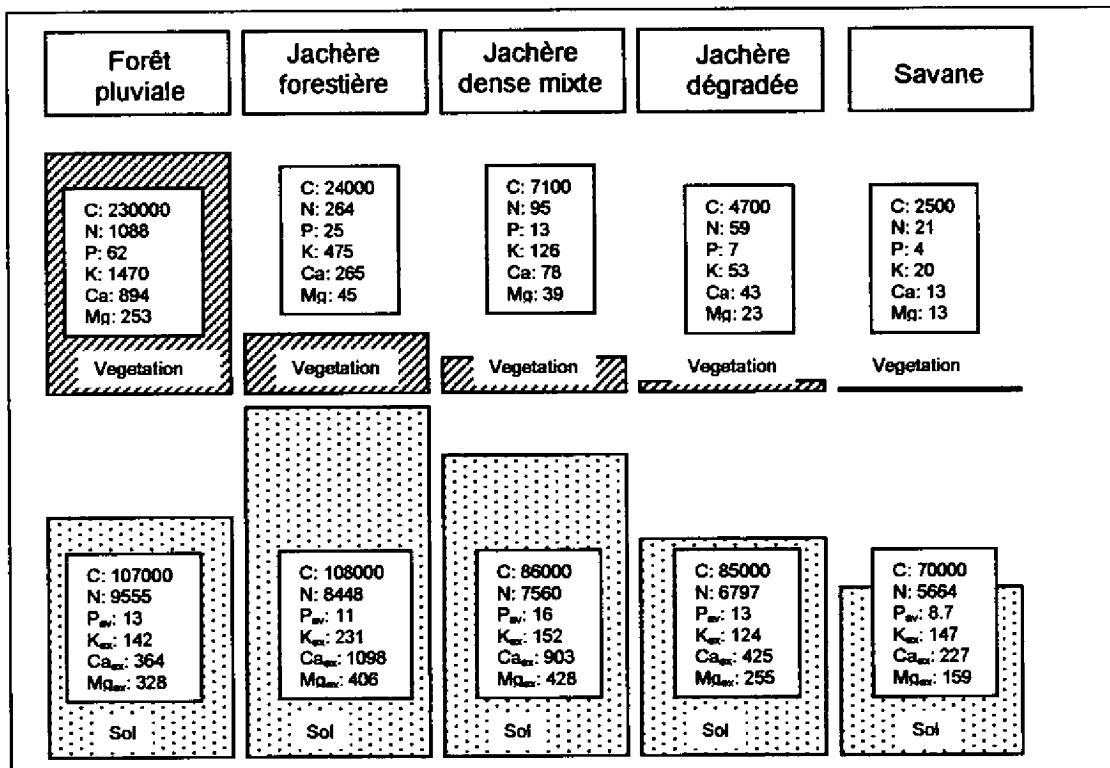 Forêt
pluviale
Jachère
forestière
Jachère
dense mixte
Jachère
dégradée
Savane
C: 230000
N: 1088
P: 62
K: 1470
Ca: 894
Mg: 253
Vegetation
C: 24000
N: 264
P: 25
K: 475
Ca: 265
Mg: 45
Vegetation
C: 7100
N: 95
P: 13
K: 126
Ca: 78
Mg: 39
Vegetation
C: 4700
N: 59
P: 7
K: 53
Ca: 43
Mg: 23
Vegetation
C: 2500
N: 21
P: 4
K: 20
Ca: 13
Mg: 13
Vegetation
C: 107000
N: 9555
Pav: 13
Kex: 142
Caex: 364
Mgex: 328
Sol
C: 108000
N: 8448
Pav: 11
Kex: 231
Caex: 1098
Mgex: 406
Sol
C: 86000
N: 7560
Pav: 16
Kex: 152
Caex: 903
Mgex: 428
Sol
C: 85000
N: 6797
Pav: 13
Kex: 124
Caex: 425
Mgex: 255
Sol
C: 70000
N: 5664
Pav: 8.7
Kex: 147
Caex: 227
Mgex: 159
Sol